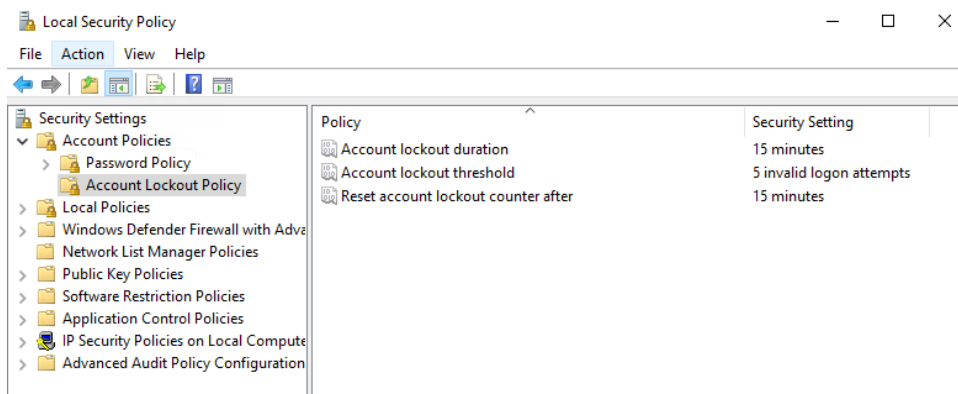 Local Security Policy
File Action View Help
Security Settings
Account Policies
Password Policy
Account Lockout Policy
Local Policies
Windows Defender Firewall with Adva
Network List Manager Policies
Public Key Policies
Software Restriction Policies
Application Control Policies
IP Security Policies on Local Compute
Advanced Audit Policy Configuration
Policy Security Setting
Account lockout duration 15 minutes
Account lockout threshold 5 invalid logon attempts
Reset account lockout counter after 15 minutes